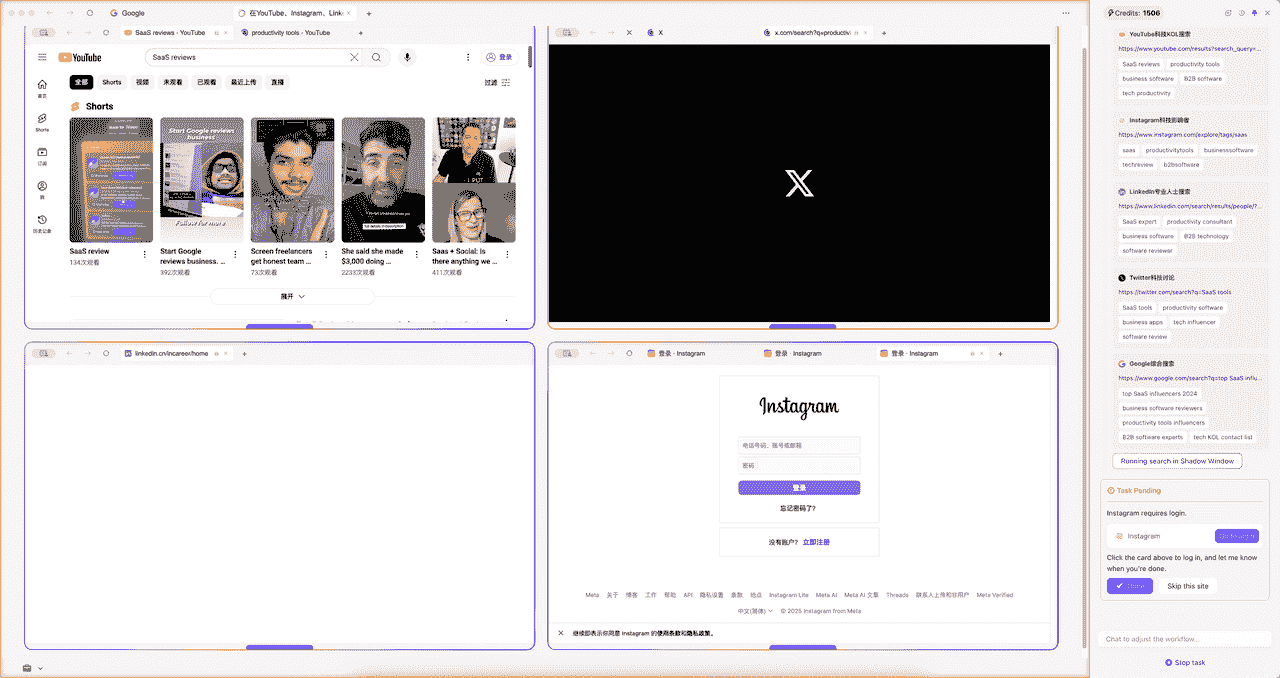 Google
在YouTube、Instagram、Link
SaaS reviews - YouTube
productivity tools - YouTube
YouTube
SaaS reviews
登录
全部
Shorts
视频
未观看
已观看
最近上传
直播
过滤
首页
Shorts
订阅
我
历史记录
Shorts
Start Google reviews
business
Follow for more
I PUT
SaaS review
134次观看
Start Google
reviews business. ...
392次观看
Screen freelancers
get honest team ...
73次观看
She said she made
$3,000 doing ...
2233次观看
Saas + Social: Is
there anything we ...
411次观看
展开
X
x.com/search?q=productivi
linkedin.cn/incareer/home
登录 · Instagram
登录 · Instagram
登录 · Instagram
Instagram
电话号码、账号或邮箱
密码
登录
忘记密码了?
没有账户? 立即注册
Meta
关于
博客
工作
帮助
API
隐私设置
条款
地点
Instagram Lite
Meta AI
Meta AI 文章
Threads
联系人上传和非用户
Meta Verified
中文(简体)
© 2025 Instagram from Meta
继续即表示你同意 Instagram 的使用条款和隐私政策。
Credits: 1506
YouTube科技KOL搜索
https://www.youtube.com/results?search_query=...
SaaS reviews
productivity tools
business software
B2B software
tech productivity
Instagram科技影响者
https://www.instagram.com/explore/tags/saas
saas
productivitytools
businesssoftware
techreview
b2bsoftware
LinkedIn专业人士搜索
https://www.linkedin.com/search/results/people/?...
SaaS expert
productivity consultant
business software
B2B technology
software reviewer
Twitter科技讨论
https://twitter.com/search?q=SaaS tools
SaaS tools
productivity software
business apps
tech influencer
software review
Google综合搜索
https://www.google.com/search?q=top SaaS influ...
top SaaS influencers 2024
business software reviewers
productivity tools influencers
B2B software experts
tech KOL contact list
Running search in Shadow Window
Task Pending
Instagram requires login.
Instagram
Click the card above to log in, and let me know
when you're done.
Skip this site
Chat to adjust the workflow...
Stop task